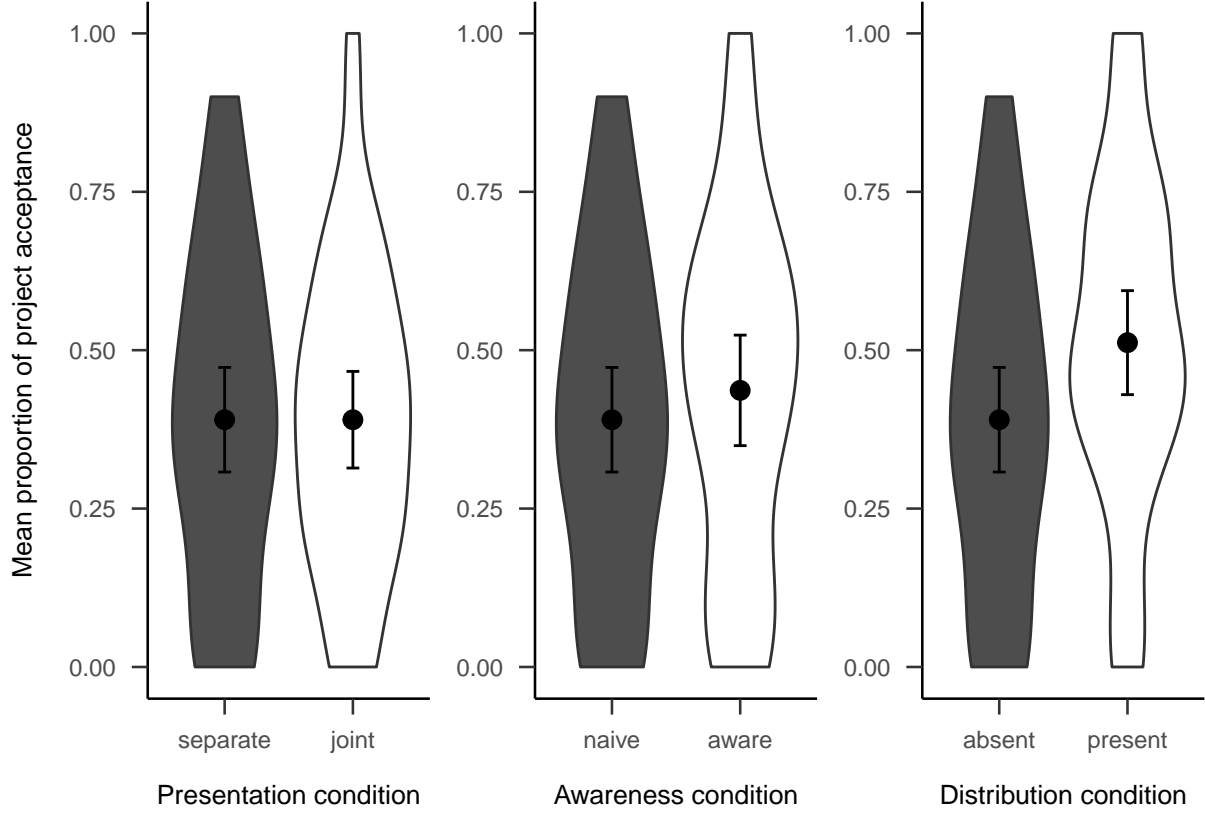 Mean proportion of project acceptance
1.00
0.75
0.50
0.25
0.00
separate joint
Presentation condition
1.00
0.75
0.50
0.25
0.00
naive aware
Awareness condition
1.00
0.75
0.50
0.25
0.00
absent present
Distribution condition